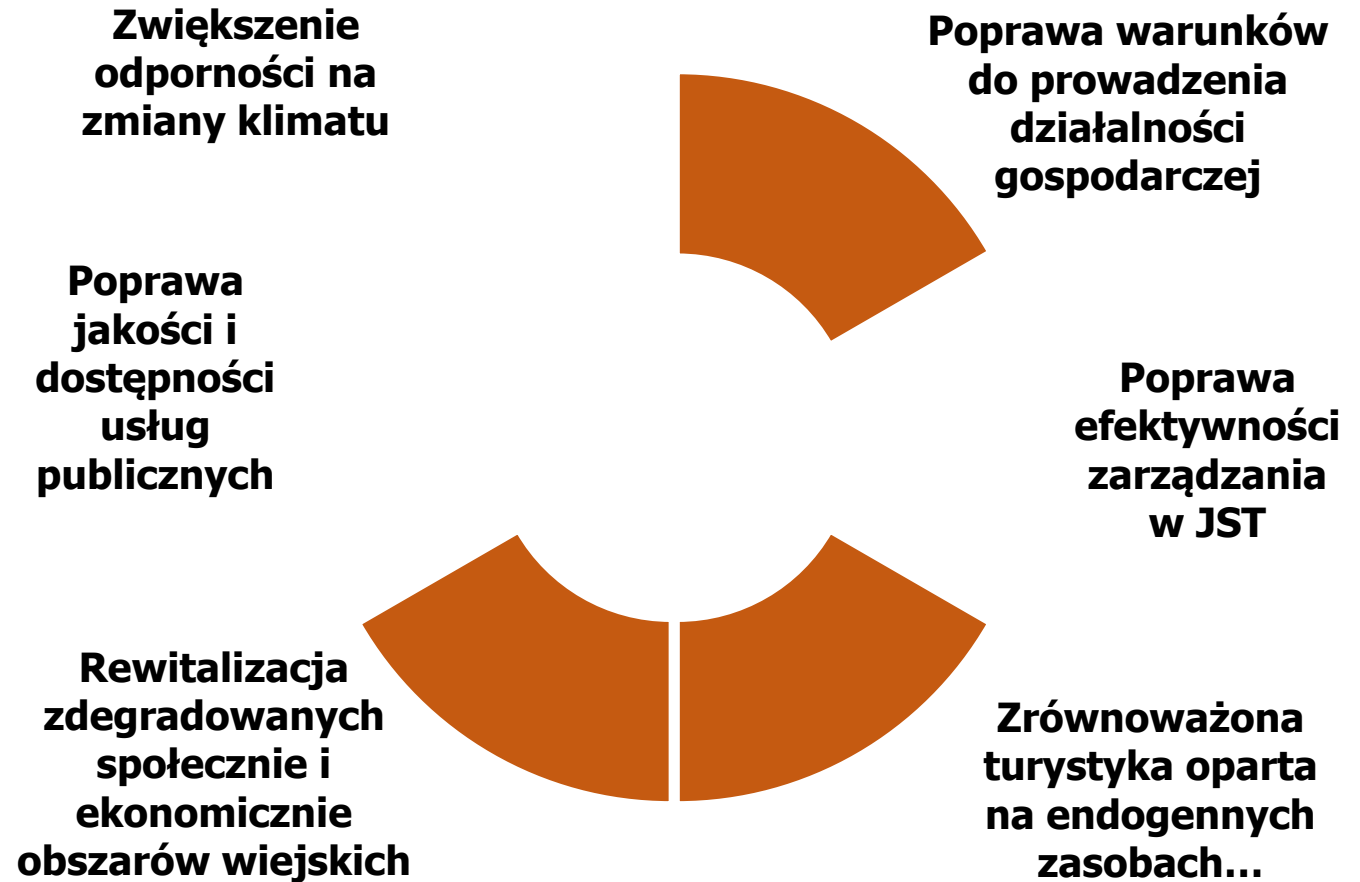 Zwiększenie
odporności na
zmiany klimatu
Poprawa warunków
do prowadzenia
działalności
gospodarczej
Poprawa
jakości i
dostępności
usług
publicznych
Poprawa
efektywności
zarządzania
w JST
Rewitalizacja
zdegradowanych
społecznie i
ekonomicznie
obszarów wiejskich
Zrównoważona
turystyka oparta
na endogennych
zasobach...